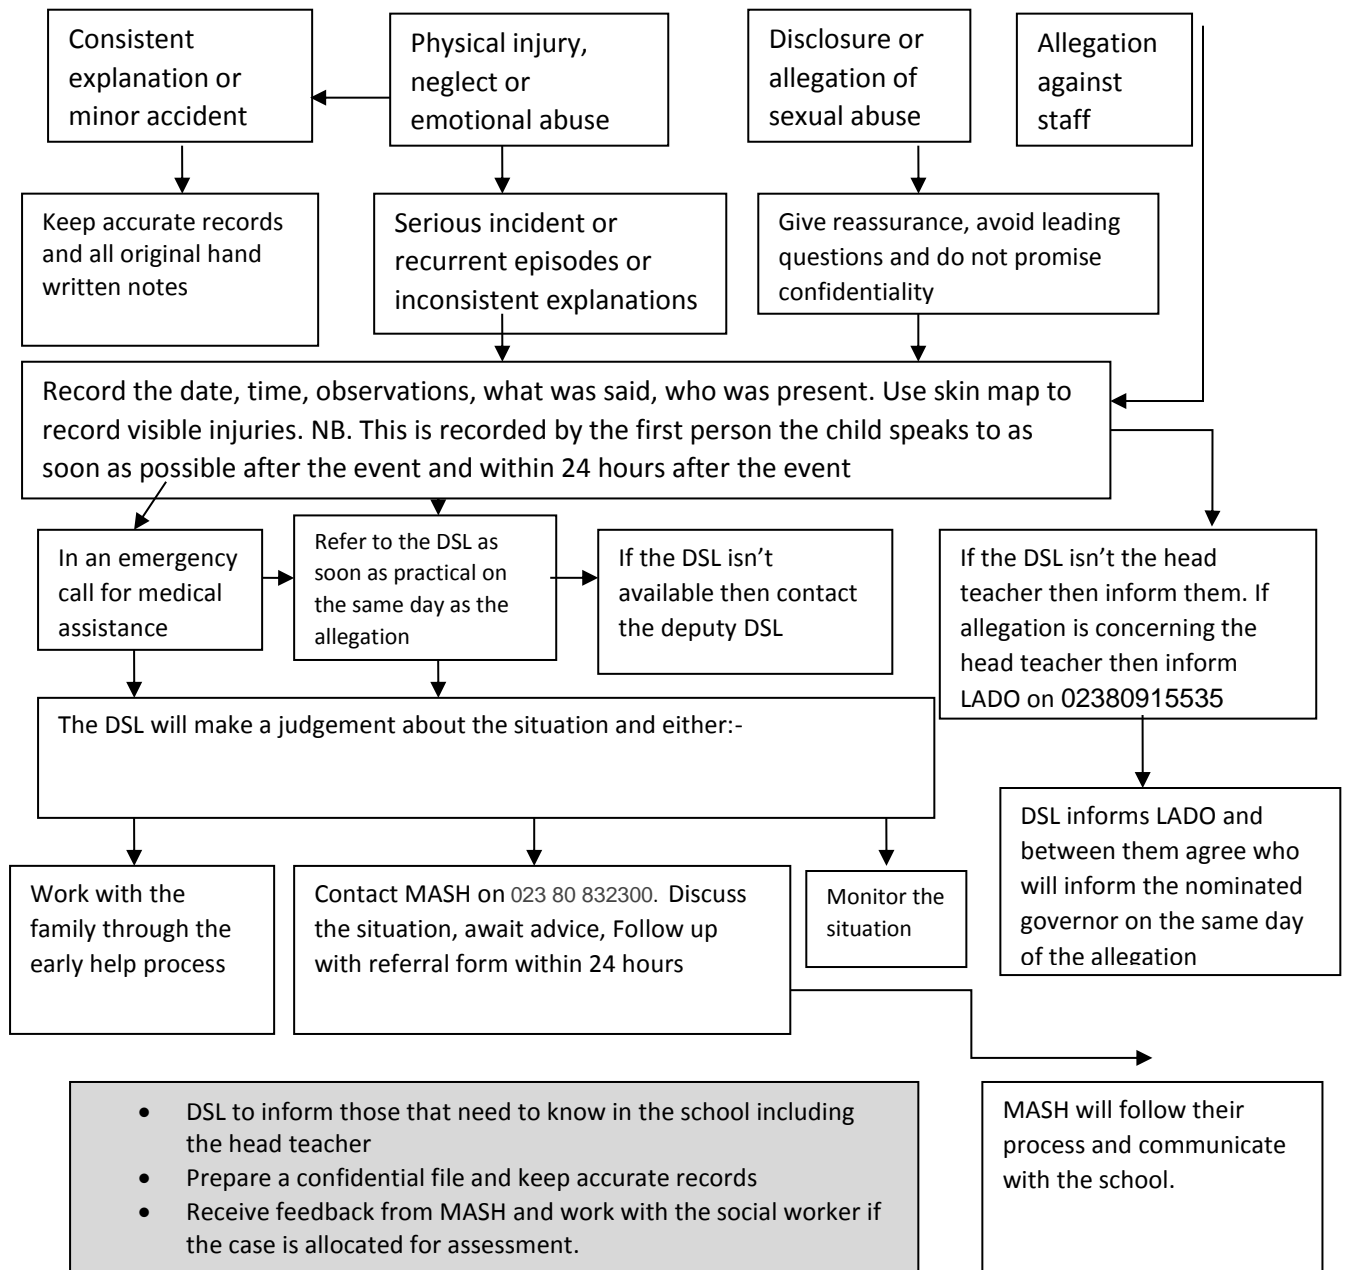 Consistent
explanation or
minor accident
Physical injury,
neglect or
emotional abuse
Disclosure or
allegation of
sexual abuse
Allegation
against
staff
Keep accurate records
and all original hand
written notes
Serious incident or
recurrent episodes or
inconsistent explanations
Give reassurance, avoid leading
questions and do not promise
confidentiality
Record the date, time, observations, what was said, who was present. Use skin map to
record visible injuries. NB. This is recorded by the first person the child speaks to as
soon as possible after the event and within 24 hours after the event
In an emergency
call for medical
assistance
Refer to the DSL as
soon as practical on
the same day as the
allegation
If the DSL isn’t
available then contact
the deputy DSL
If the DSL isn’t the head
teacher then inform them. If
allegation is concerning the
head teacher then inform
LADO on 02380915535
The DSL will make a judgement about the situation and either:-
DSL informs LADO and
between them agree who
will inform the nominated
governor on the same day
of the allegation
Work with the
family through the
early help process
Contact MASH on 023 80 832300. Discuss
the situation, await advice, Follow up
with referral form within 24 hours
Monitor the
situation
• DSL to inform those that need to know in the school including
the head teacher
• Prepare a confidential file and keep accurate records
• Receive feedback from MASH and work with the social worker if
the case is allocated for assessment.
MASH will follow their
process and communicate
with the school.